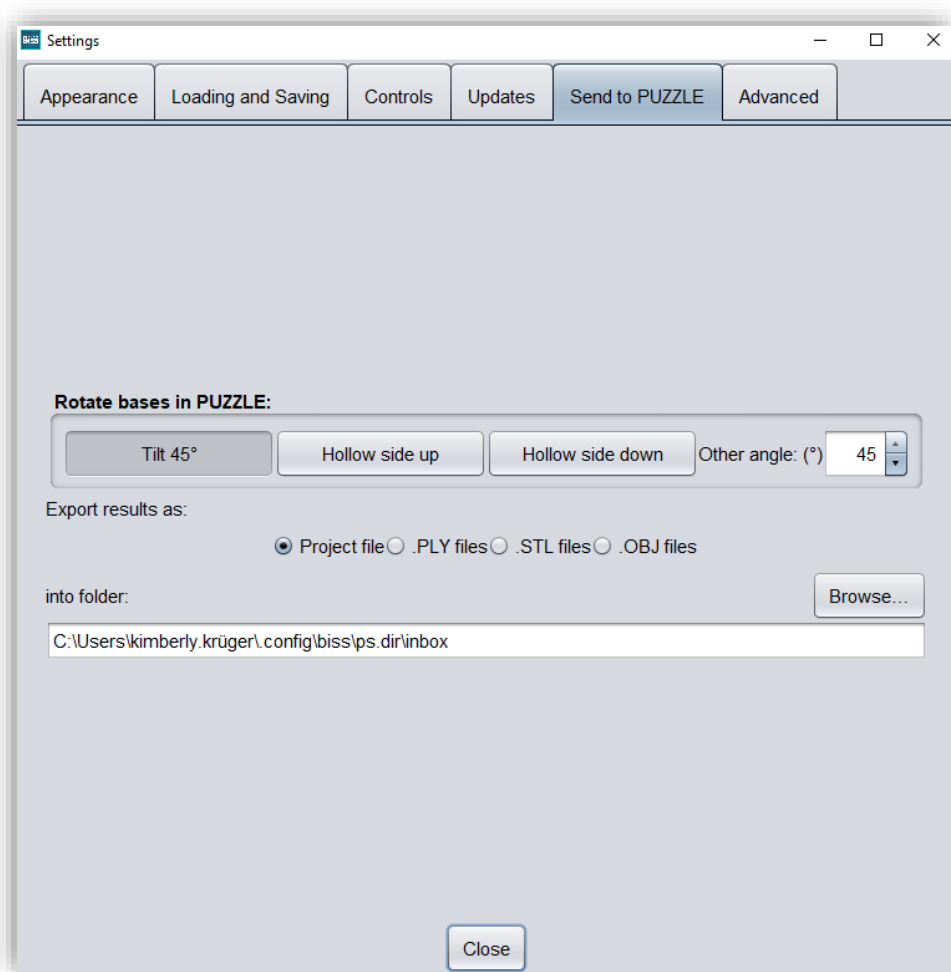 Biss Settings
Appearance Loading and Saving Controls Updates Send to PUZZLE Advanced
Rotate bases in PUZZLE:
Tilt 45° Hollow side up Hollow side down Other angle: (°) 45
Export results as:
Project file .PLY files .STL files .OBJ files
into folder: Browse...
C:\Users\kimberly.krüger\.config\biss\ps.dir\inbox
Close